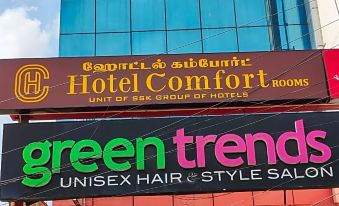 ஹோட்டல் கம்போர்ட்
Hotel Comfort ROOMS
UNIT OF SSK GROUP OF HOTELS
green trends
UNISEX HAIR & STYLE SALON